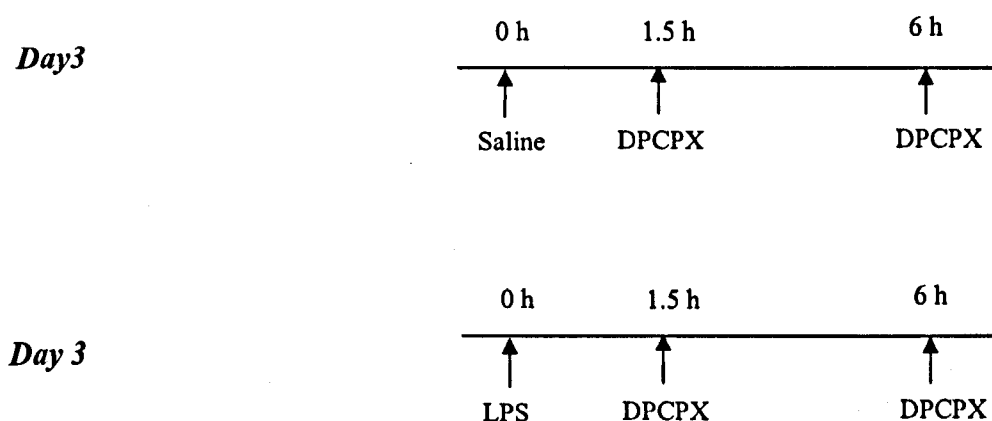 0 h 1.5 h 6 h
Day3
Saline DPCPX DPCPX
0 h 1.5 h 6 h
Day 3
LPS DPCPX DPCPX